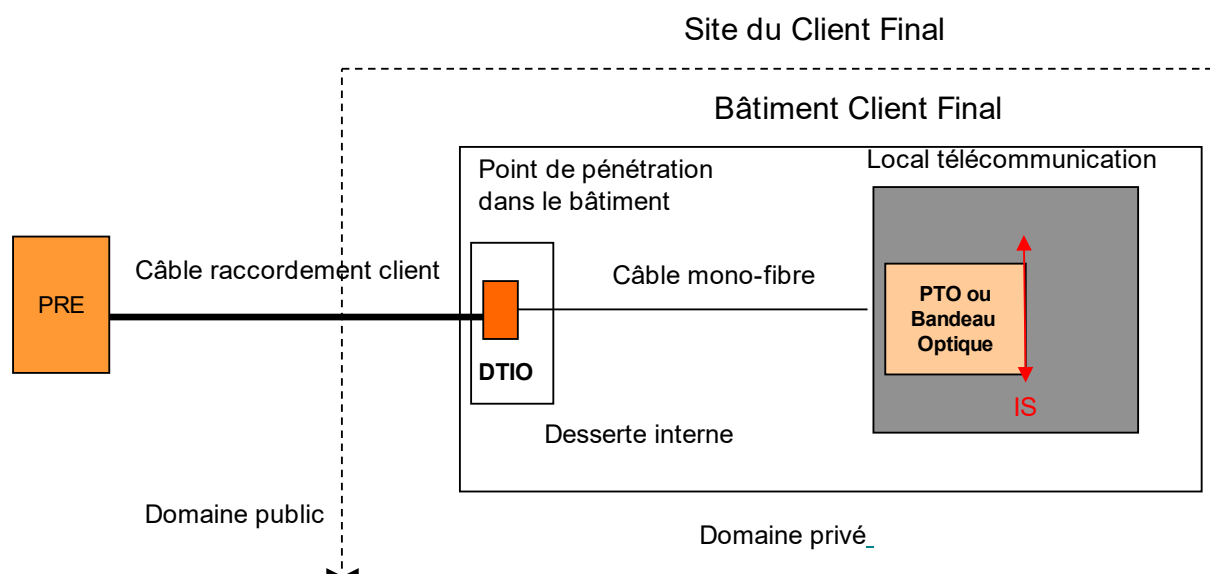 Site du Client Final
Bâtiment Client Final
Point de pénétration
dans le bâtiment
Local télécommunication
Câble raccordement client
Câble mono-fibre
PRE
PTO ou
Bandeau
Optique
DTIO
IS
Desserte interne
Domaine public
Domaine privé